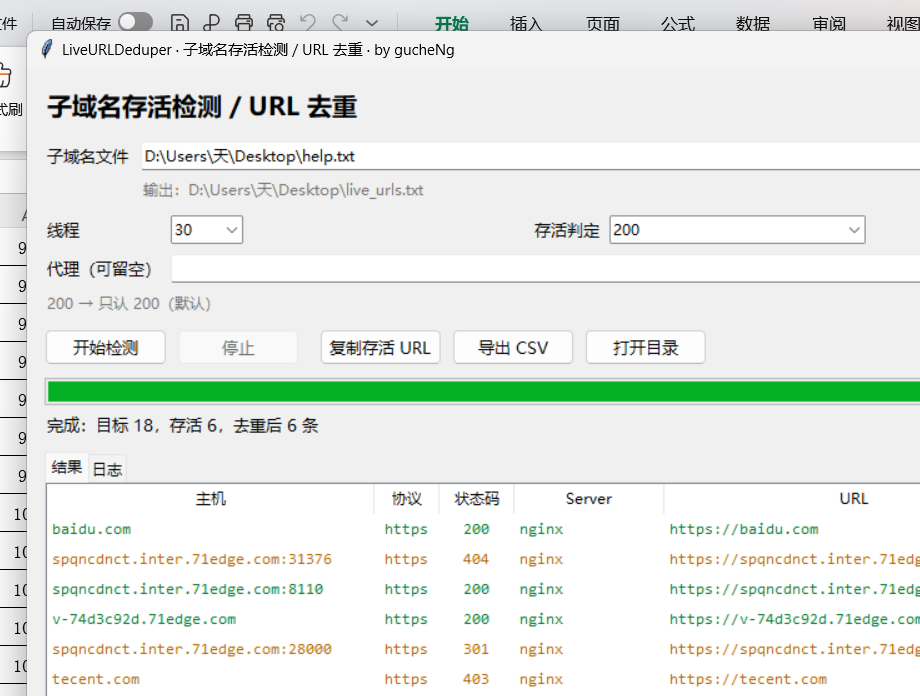 件 自动保存 开始 插入 页面 公式 数据 审阅 视图
LiveURLDeduper · 子域名存活检测 / URL 去重 · by gucheNg
式刷
子域名存活检测 / URL 去重
子域名文件 D:\Users\天\Desktop\help.txt
输出：D:\Users\天\Desktop\live_urls.txt
线程 30 存活判定 200
代理（可留空）
200 → 只认 200（默认）
开始检测 停止 复制存活 URL 导出 CSV 打开目录
完成：目标 18，存活 6，去重后 6 条
结果 日志
主机 协议 状态码 Server URL
baidu.com https 200 nginx https://baidu.com
spqncdnct.inter.71edge.com:31376 https 404 nginx https://spqncdnct.inter.71edg
spqncdnct.inter.71edge.com:8110 https 200 nginx https://spqncdnct.inter.71edg
v-74d3c92d.71edge.com https 200 nginx https://v-74d3c92d.71edge.com
spqncdnct.inter.71edge.com:28000 https 301 nginx https://spqncdnct.inter.71edg
tecent.com https 403 nginx https://tecent.com